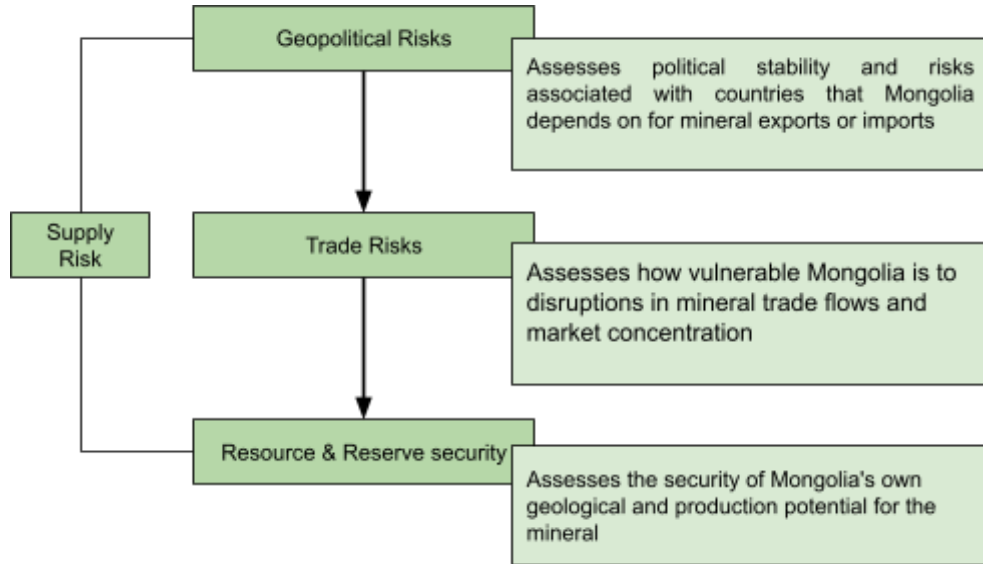 Geopolitical Risks
Assesses political stability and risks
associated with countries that Mongolia
depends on for mineral exports or imports
Supply
Risk
Trade Risks
Assesses how vulnerable Mongolia is to
disruptions in mineral trade flows and
market concentration
Resource & Reserve security
Assesses the security of Mongolia's own
geological and production potential for the
mineral